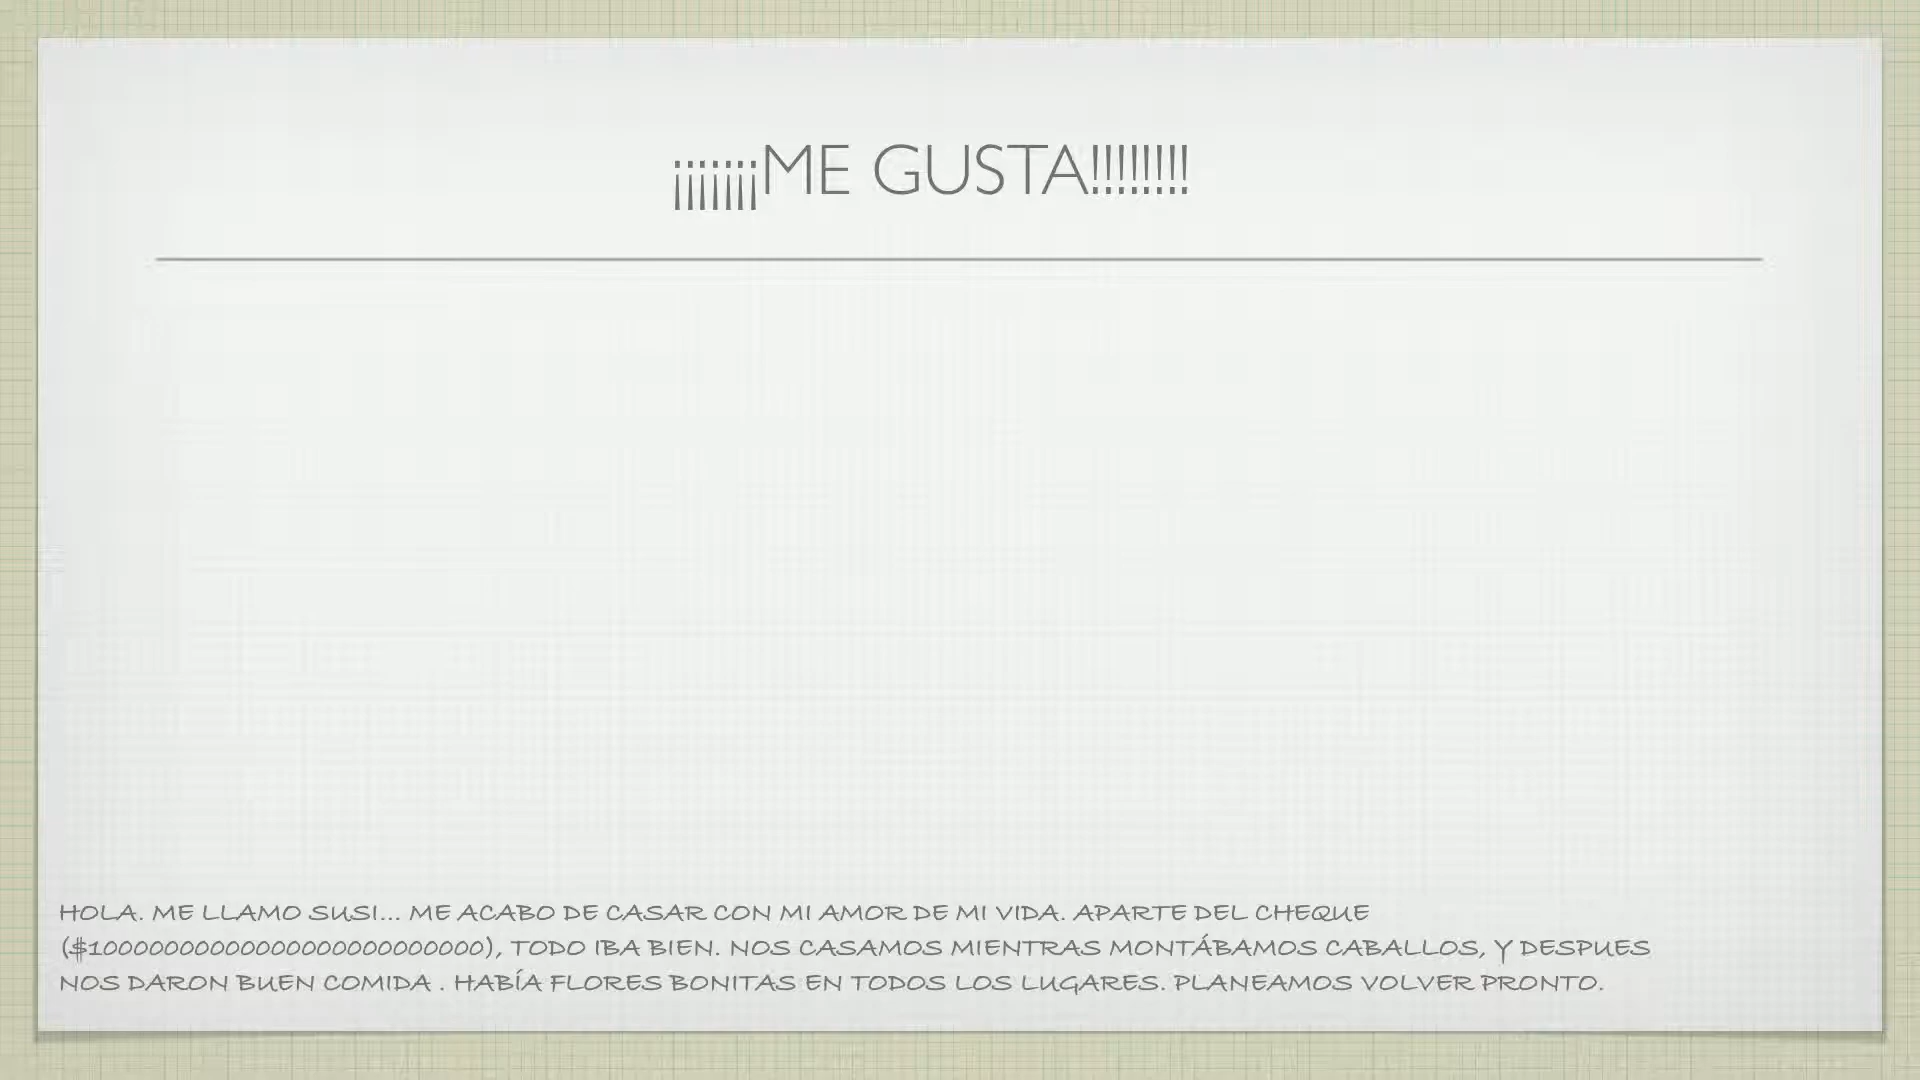 ¡¡¡¡¡¡¡ME GUSTA!!!!!!!!
HOLA. ME LLAMO SUSI... ME ACABO DE CASAR CON MI AMOR DE MI VIDA. APARTE DEL CHEQUE
($10000000000000000000000000), TODO IBA BIEN. NOS CASAMOS MIENTRAS MONTÁBAMOS CABALLOS, Y DESPUES
NOS DARON BUEN COMIDA . HABÍA FLORES BONITAS EN TODOS LOS LUGARES. PLANEAMOS VOLVER PRONTO.